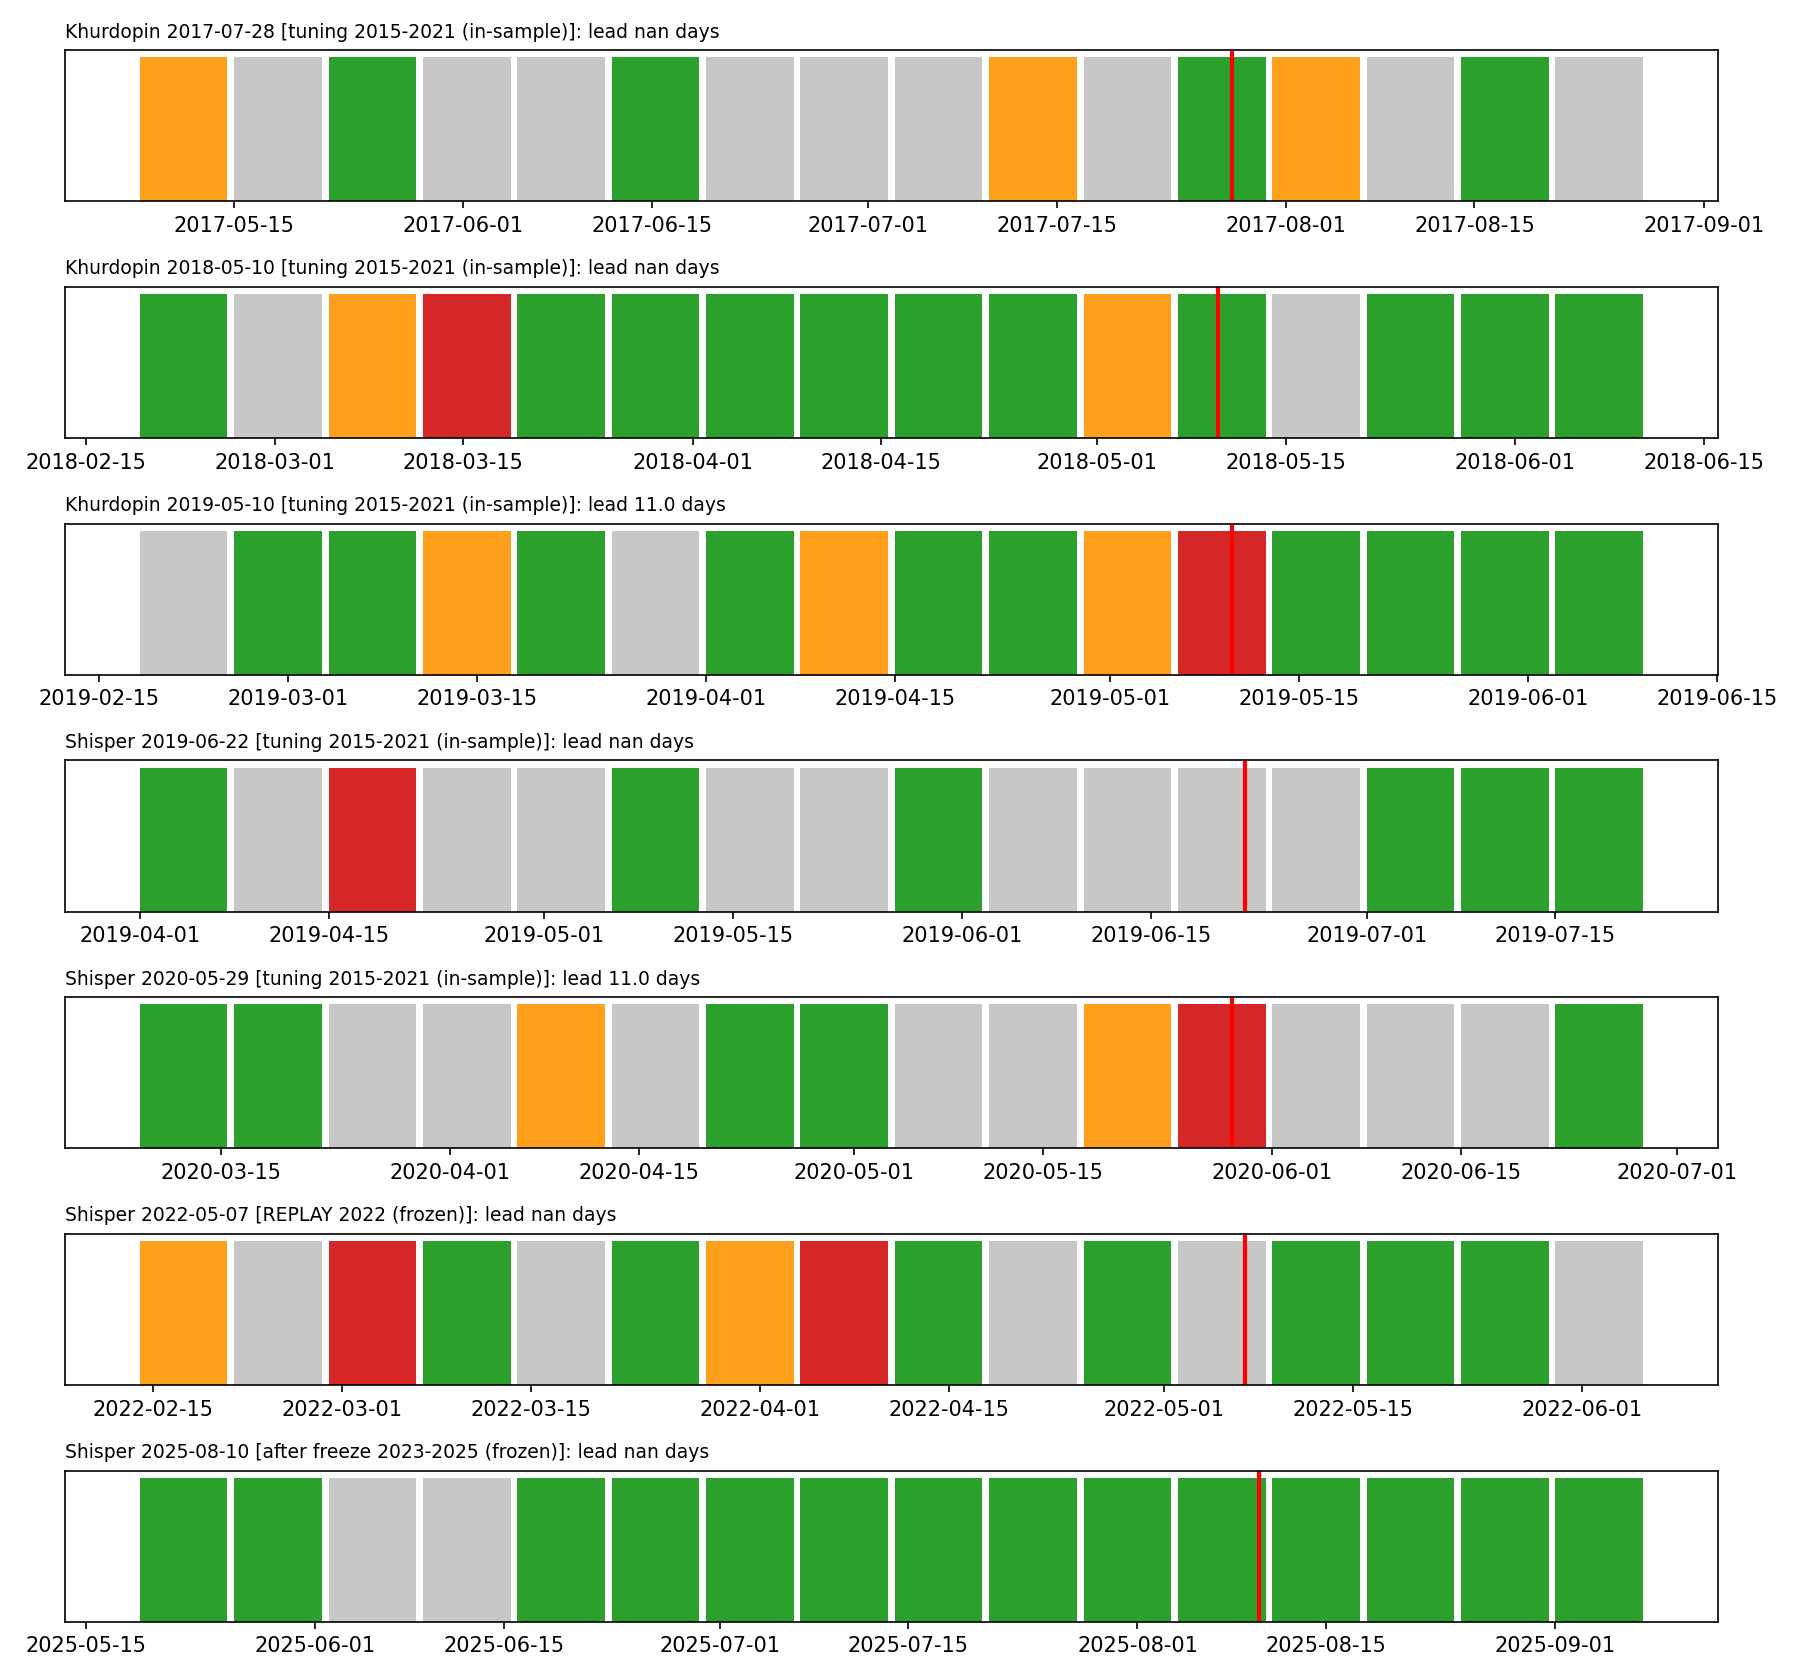 Khurdopin 2017-07-28 [tuning 2015-2021 (in-sample)]: lead nan days
2017-05-15 2017-06-01 2017-06-15 2017-07-01 2017-07-15 2017-08-01 2017-08-15 2017-09-01
Khurdopin 2018-05-10 [tuning 2015-2021 (in-sample)]: lead nan days
2018-02-15 2018-03-01 2018-03-15 2018-04-01 2018-04-15 2018-05-01 2018-05-15 2018-06-01 2018-06-15
Khurdopin 2019-05-10 [tuning 2015-2021 (in-sample)]: lead 11.0 days
2019-02-15 2019-03-01 2019-03-15 2019-04-01 2019-04-15 2019-05-01 2019-05-15 2019-06-01 2019-06-15
Shisper 2019-06-22 [tuning 2015-2021 (in-sample)]: lead nan days
2019-04-01 2019-04-15 2019-05-01 2019-05-15 2019-06-01 2019-06-15 2019-07-01 2019-07-15
Shisper 2020-05-29 [tuning 2015-2021 (in-sample)]: lead 11.0 days
2020-03-15 2020-04-01 2020-04-15 2020-05-01 2020-05-15 2020-06-01 2020-06-15 2020-07-01
Shisper 2022-05-07 [REPLAY 2022 (frozen)]: lead nan days
2022-02-15 2022-03-01 2022-03-15 2022-04-01 2022-04-15 2022-05-01 2022-05-15 2022-06-01
Shisper 2025-08-10 [after freeze 2023-2025 (frozen)]: lead nan days
2025-05-15 2025-06-01 2025-06-15 2025-07-01 2025-07-15 2025-08-01 2025-08-15 2025-09-01